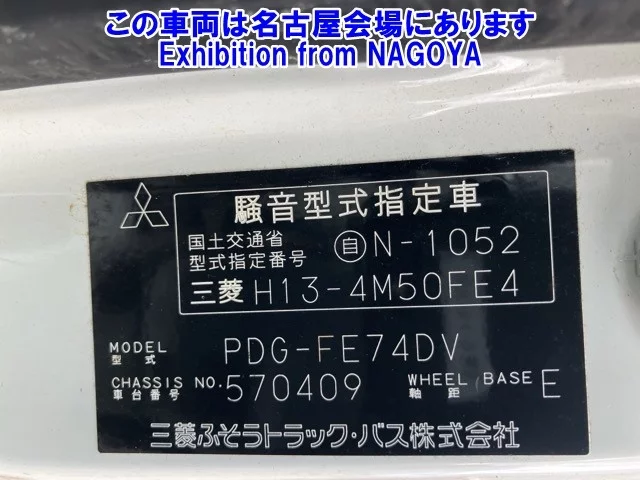 この車両は名古屋会場にあります
Exhibition from NAGOYA
騒音型式指定車
国土交通省
型式指定番号 自 N-1052
三菱 H13-4M50FE4
MODEL
型式 PDG-FE74DV
CHASSIS NO. 570409 WHEEL BASE E
車台番号 軸距
三菱ふそうトラック・バス株式会社